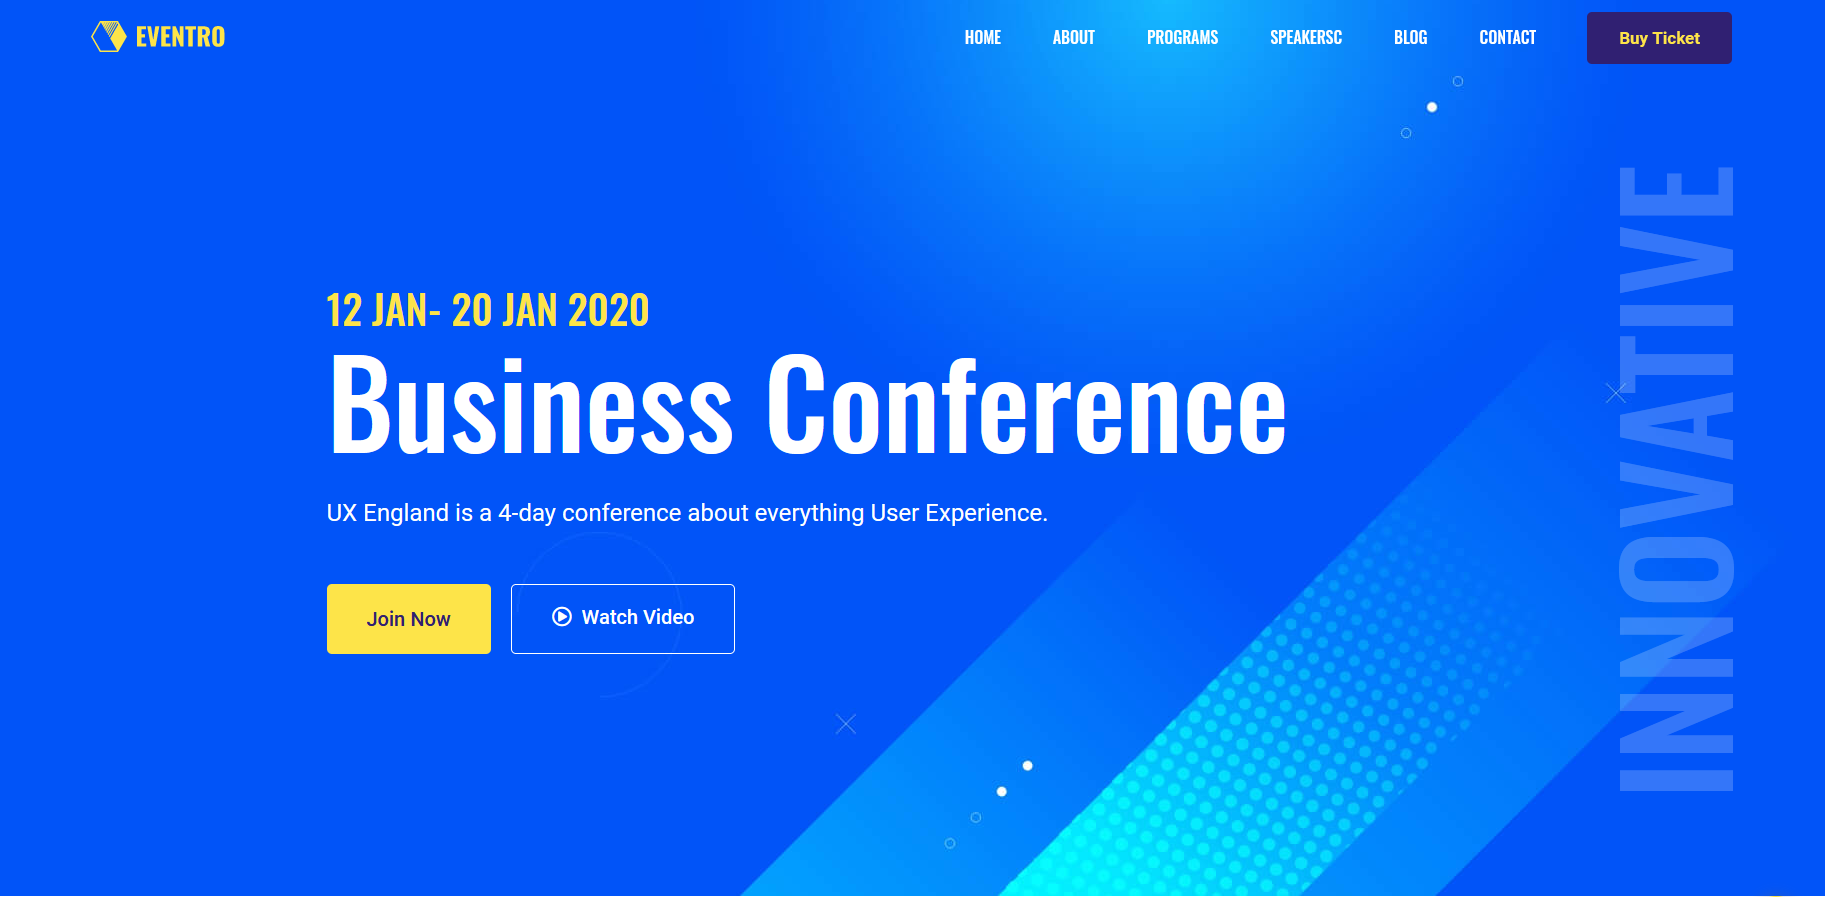 EVENTRO
HOME ABOUT PROGRAMS SPEAKERSC BLOG CONTACT Buy Ticket
12 JAN- 20 JAN 2020
Business Conference
UX England is a 4-day conference about everything User Experience.
Join Now Watch Video
INNOVATIVE